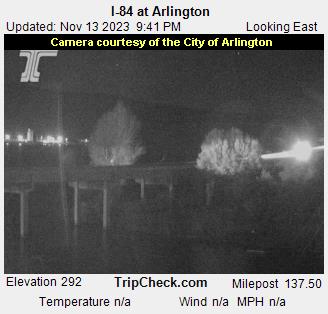 I-84 at Arlington
Updated: Nov 13 2023 9:41 PM Looking East
Camera courtesy of the City of Arlington
Elevation 292 TripCheck.com Milepost 137.50
Temperature n/a Wind n/a MPH n/a